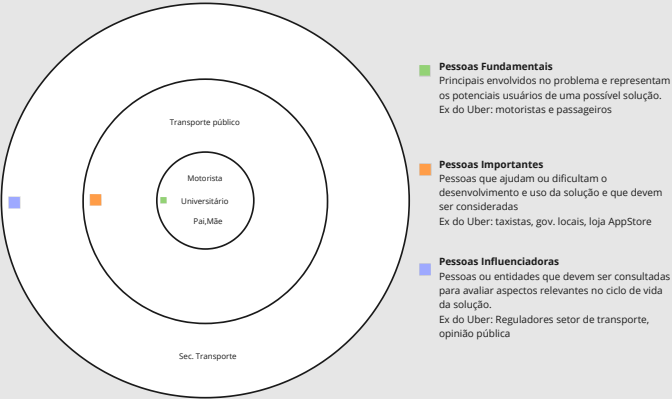 Transporte público
Motorista
Universitário
Pai,Mãe
Sec. Transporte
Pessoas Fundamentais
Principais envolvidos no problema e representam
os potenciais usuários de uma possível solução.
Ex do Uber: motoristas e passageiros
Pessoas Importantes
Pessoas que ajudam ou dificultam o
desenvolvimento e uso da solução e que devem
ser consideradas
Ex do Uber: taxistas, gov. locais, loja AppStore
Pessoas Influenciadoras
Pessoas ou entidades que devem ser consultadas
para avaliar aspectos relevantes no ciclo de vida
da solução.
Ex do Uber: Reguladores setor de transporte,
opinião pública